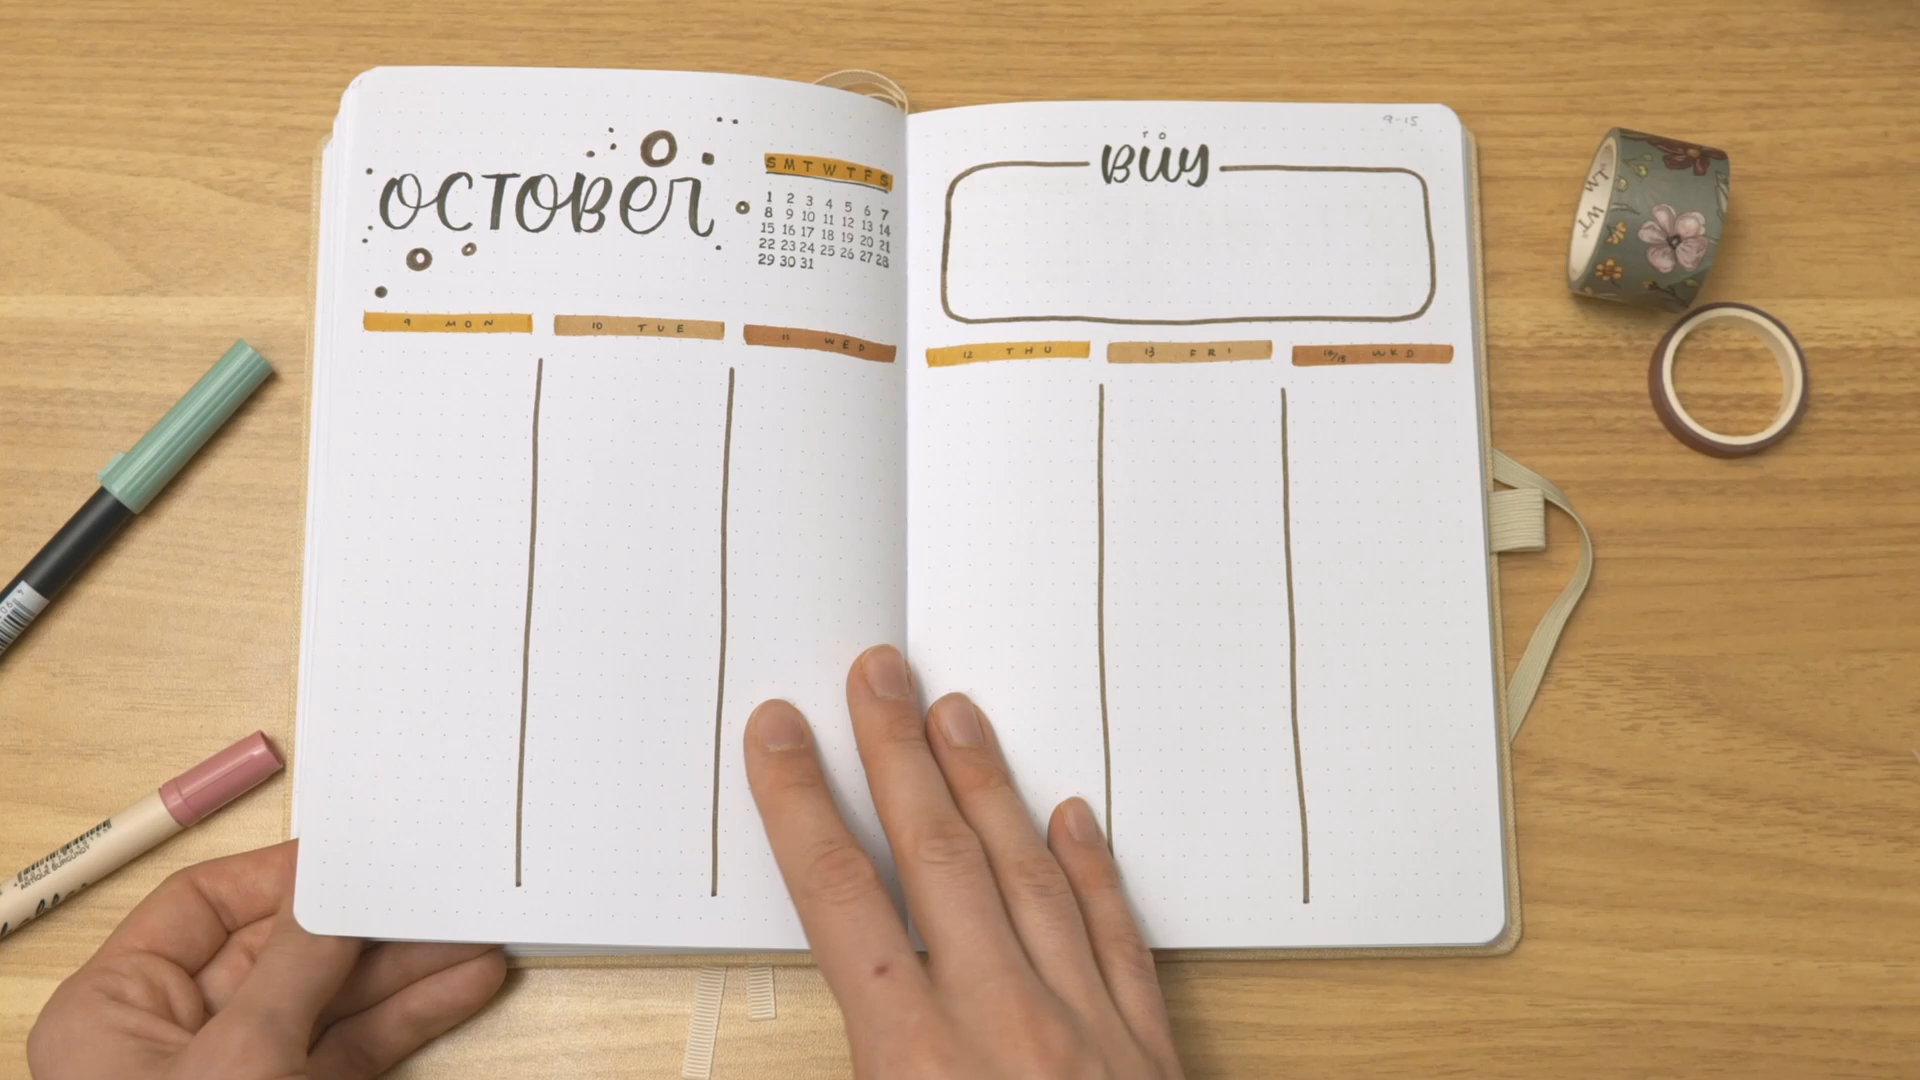 OCTOBER
S M T W T F S
1 2 3 4 5 6 7
8 9 10 11 12 13 14
15 16 17 18 19 20 21
22 23 24 25 26 27 28
29 30 31
9 MON
10 TUE
11 WED
9-15
TO
BUY
12 THU
13 FRI
14/15 WKD
ANTIQUE BURGUNDY